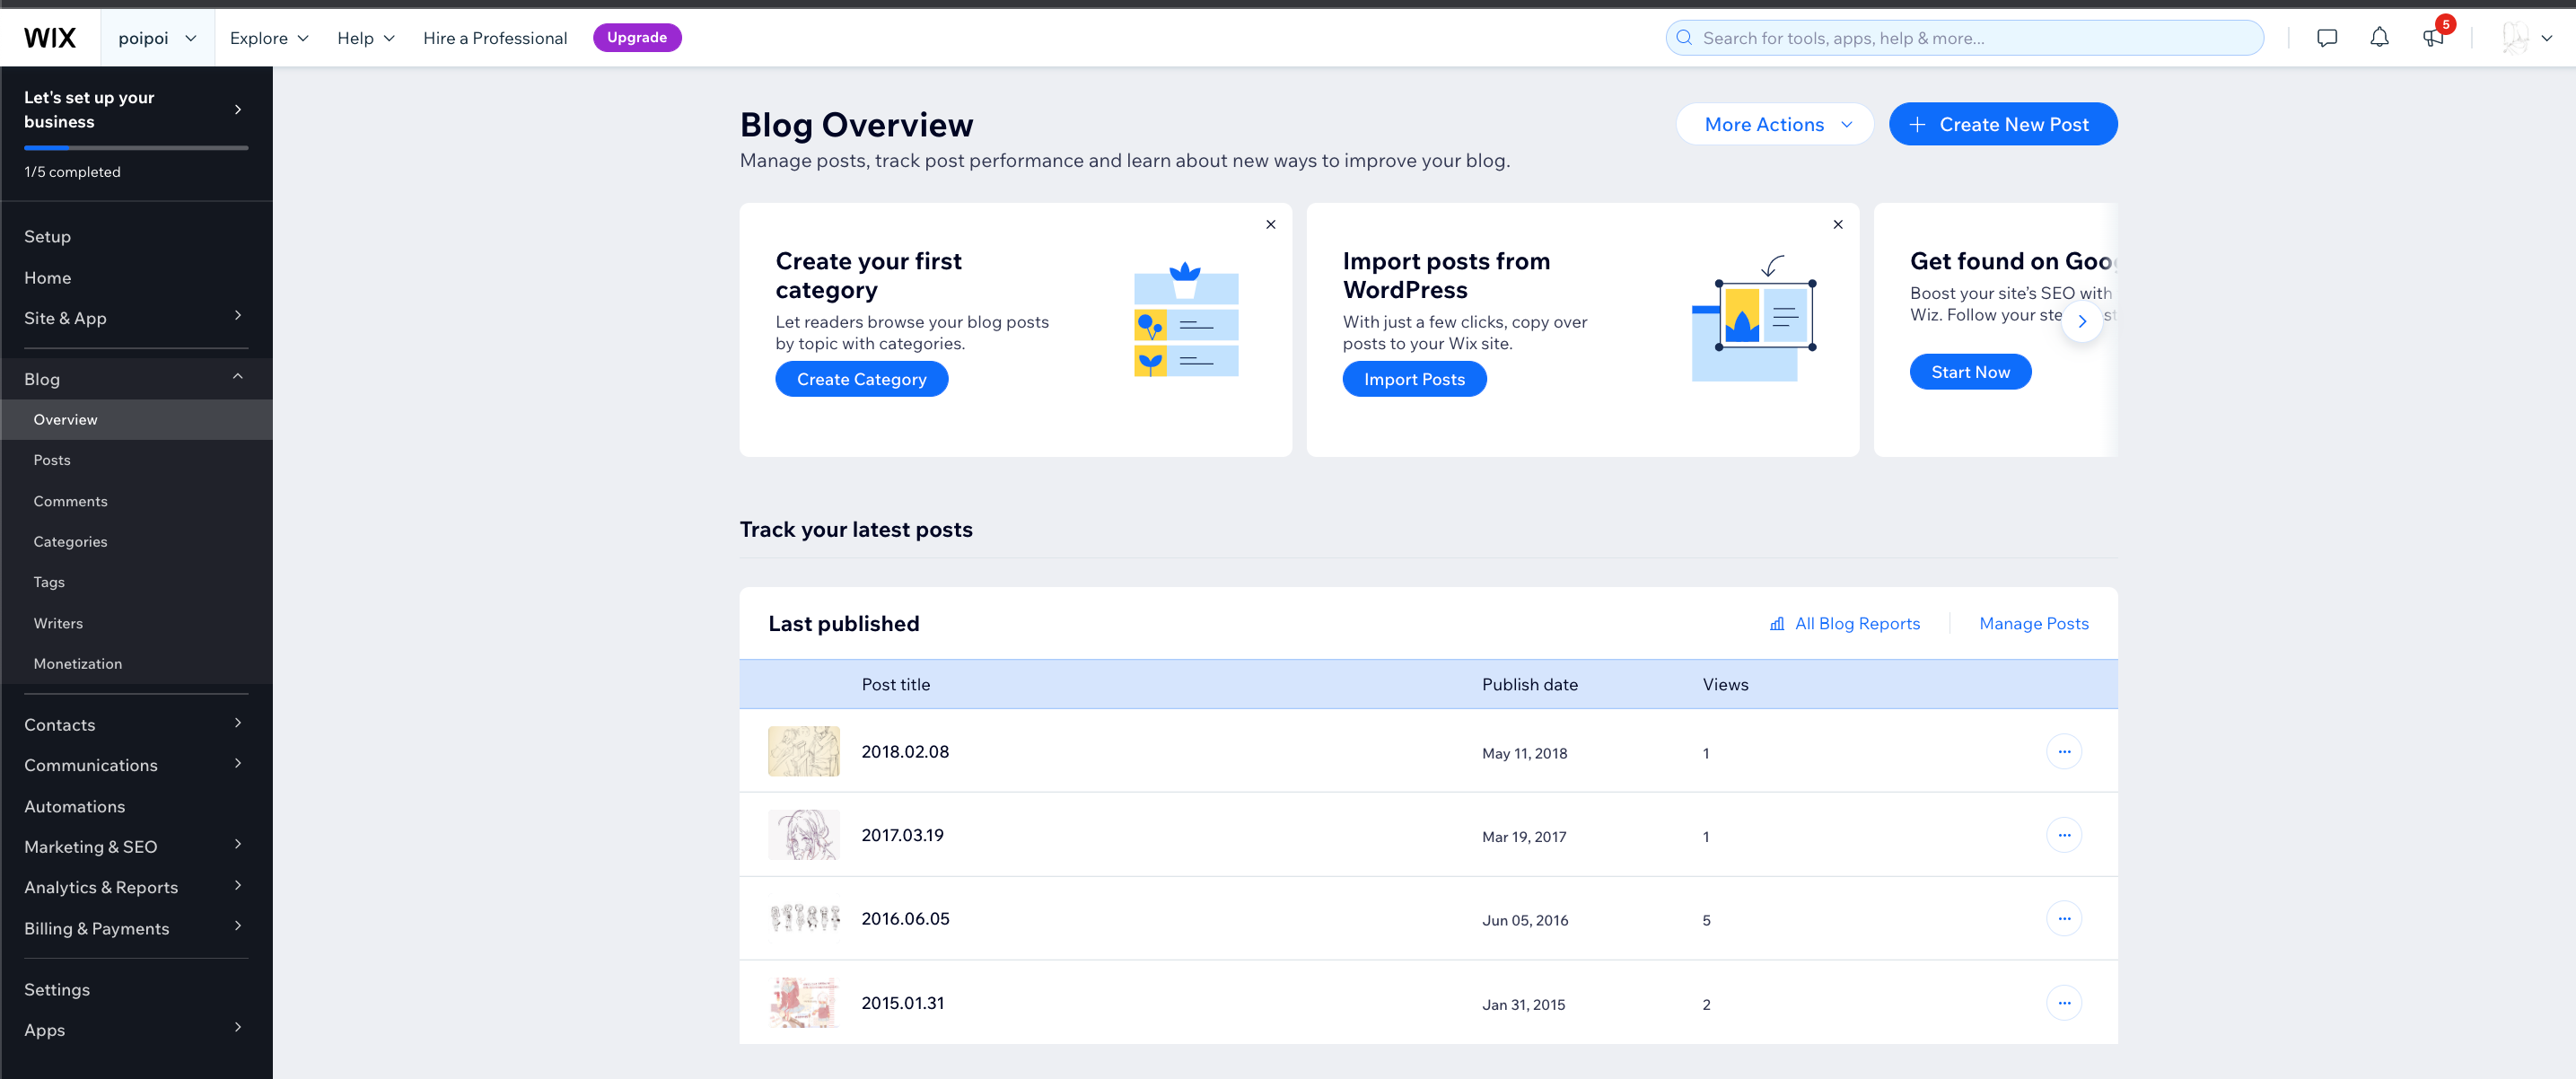 WIX
poipoi
Explore
Help
Hire a Professional
Upgrade
Search for tools, apps, help & more...
5
Let's set up your
business
1/5 completed
Setup
Home
Site & App
Blog
Overview
Posts
Comments
Categories
Tags
Writers
Monetization
Contacts
Communications
Automations
Marketing & SEO
Analytics & Reports
Billing & Payments
Settings
Apps
Blog Overview
Manage posts, track post performance and learn about new ways to improve your blog.
More Actions
Create New Post
Create your first
category
Let readers browse your blog posts
by topic with categories.
Create Category
Import posts from
WordPress
With just a few clicks, copy over
posts to your Wix site.
Import Posts
Get found on Goog
Boost your site's SEO with
Wiz. Follow your ste
Start Now
Track your latest posts
Last published
All Blog Reports
Manage Posts
Post title
Publish date
Views
2018.02.08
May 11, 2018
1
2017.03.19
Mar 19, 2017
1
2016.06.05
Jun 05, 2016
5
2015.01.31
Jan 31, 2015
2